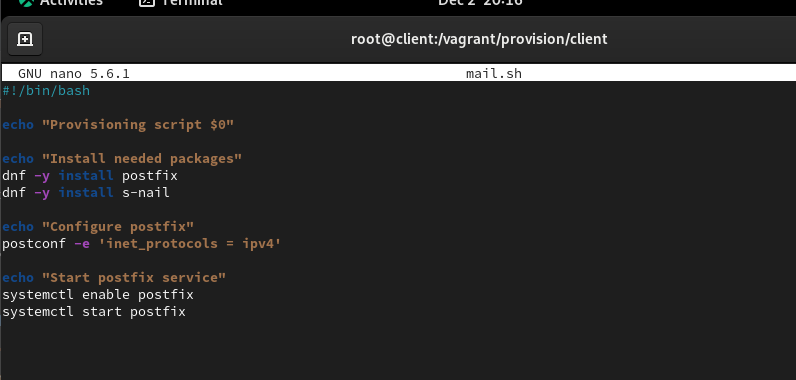 Activities Terminal Dec 2 20:16
root@client:/vagrant/provision/client
GNU nano 5.6.1 mail.sh
#!/bin/bash
echo "Provisioning script $0"
echo "Install needed packages"
dnf -y install postfix
dnf -y install s-nail
echo "Configure postfix"
postconf -e 'inet_protocols = ipv4'
echo "Start postfix service"
systemctl enable postfix
systemctl start postfix